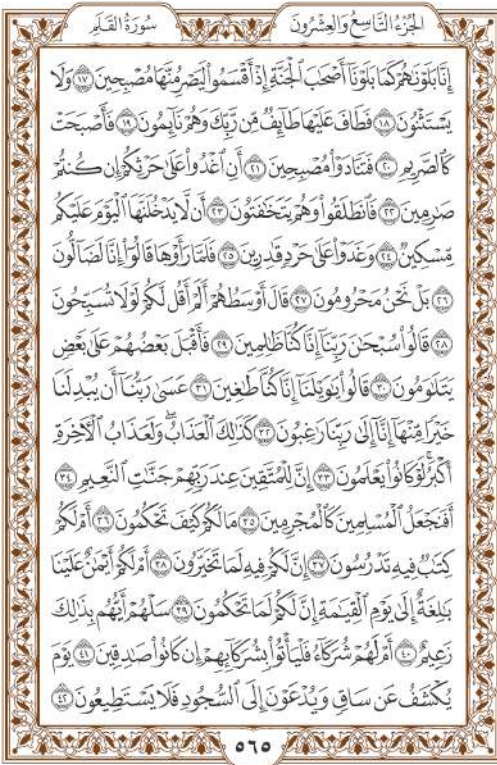 الجُزْءُ التَّاسِعُ وَالعِشْرُونَ
سُورَةُ القَلَمِ
إِنَّا بَلَوْنَٰهُمْ كَمَا بَلَوْنَآ أَصْحَٰبَ ٱلْجَنَّةِ إِذْ أَقْسَمُوا۟ لَيَصْرِمُنَّهَا مُصْبِحِينَ ١٧ وَلَا
يَسْتَثْنُونَ ١٨ فَطَافَ عَلَيْهَا طَآئِفٌ مِّن رَّبِّكَ وَهُمْ نَآئِمُونَ ١٩ فَأَصْبَحَتْ
كَٱلصَّرِيمِ ٢٠ فَتَنَادَوْا۟ مُصْبِحِينَ ٢١ أَنِ ٱغْدُوا۟ عَلَىٰ حَرْثِكُمْ إِن كُنتُمْ
صَٰرِمِينَ ٢٢ فَٱنطَلَقُوا۟ وَهُمْ يَتَخَٰفَتُونَ ٢٣ أَن لَّا يَدْخُلَنَّهَا ٱلْيَوْمَ عَلَيْكُم
مِّسْكِينٌ ٢٤ وَغَدَوْا۟ عَلَىٰ حَرْدٍ قَٰدِرِينَ ٢٥ فَلَمَّا رَأَوْهَا قَالُوٓا۟ إِنَّا لَضَآلُّونَ
٢٦ بَلْ نَحْنُ مَحْرُومُونَ ٢٧ قَالَ أَوْسَطُهُمْ أَلَمْ أَقُل لَّكُمْ لَوْلَا تُسَبِّحُونَ
٢٨ قَالُوا۟ سُبْحَٰنَ رَبِّنَآ إِنَّا كُنَّا ظَٰلِمِينَ ٢٩ فَأَقْبَلَ بَعْضُهُمْ عَلَىٰ بَعْضٍ
يَتَلَٰوَمُونَ ٣٠ قَالُوا۟ يَٰوَيْلَنَآ إِنَّا كُنَّا طَٰغِينَ ٣١ عَسَىٰ رَبُّنَآ أَن يُبْدِلَنَا
خَيْرًا مِّنْهَآ إِنَّآ إِلَىٰ رَبِّنَا رَٰغِبُونَ ٣٢ كَذَٰلِكَ ٱلْعَذَابُ ۖ وَلَعَذَابُ ٱلْءَاخِرَةِ
أَكْبَرُ ۚ لَوْ كَانُوا۟ يَعْلَمُونَ ٣٣ إِنَّ لِلْمُتَّقِينَ عِندَ رَبِّهِمْ جَنَّٰتِ ٱلنَّعِيمِ ٣٤
أَفَنَجْعَلُ ٱلْمُسْلِمِينَ كَٱلْمُجْرِمِينَ ٣٥ مَا لَكُمْ كَيْفَ تَحْكُمُونَ ٣٦ أَمْ لَكُمْ
كِتَٰبٌ فِيهِ تَدْرُسُونَ ٣٧ إِنَّ لَكُمْ فِيهِ لَمَا تَخَيَّرُونَ ٣٨ أَمْ لَكُمْ أَيْمَٰنٌ عَلَيْنَا
بَٰلِغَةٌ إِلَىٰ يَوْمِ ٱلْقِيَٰمَةِ إِنَّ لَكُمْ لَمَا تَحْكُمُونَ ٣٩ سَلْهُمْ أَيُّهُم بِذَٰلِكَ
زَعِيمٌ ٤٠ أَمْ لَهُمْ شُرَكَآءُ فَلْيَأْتُوا۟ بِشُرَكَآئِهِمْ إِن كَانُوا۟ صَٰدِقِينَ ٤١ يَوْمَ
يُكْشَفُ عَن سَاقٍ وَيُدْعَوْنَ إِلَى ٱلسُّجُودِ فَلَا يَسْتَطِيعُونَ ٤٢
٥٦٥